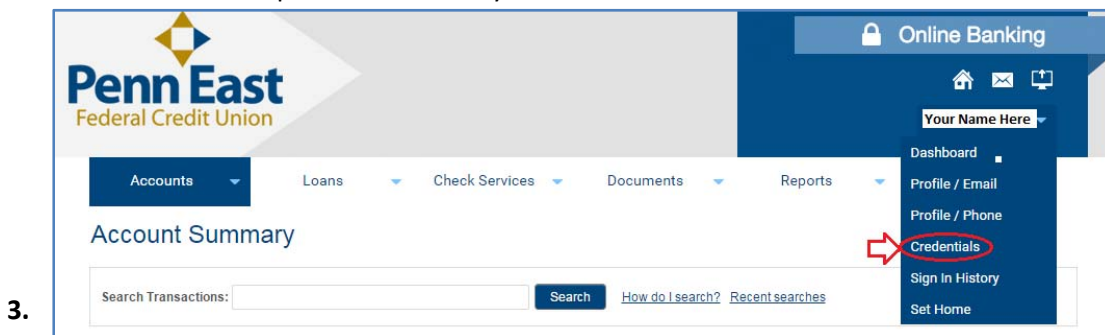 Online Banking
Penn East
Federal Credit Union
Your Name Here
Dashboard
Profile / Email
Profile / Phone
Credentials
Sign In History
Set Home
Accounts Loans Check Services Documents Reports
Account Summary
Search Transactions: Search How do I search? Recent searches
3.